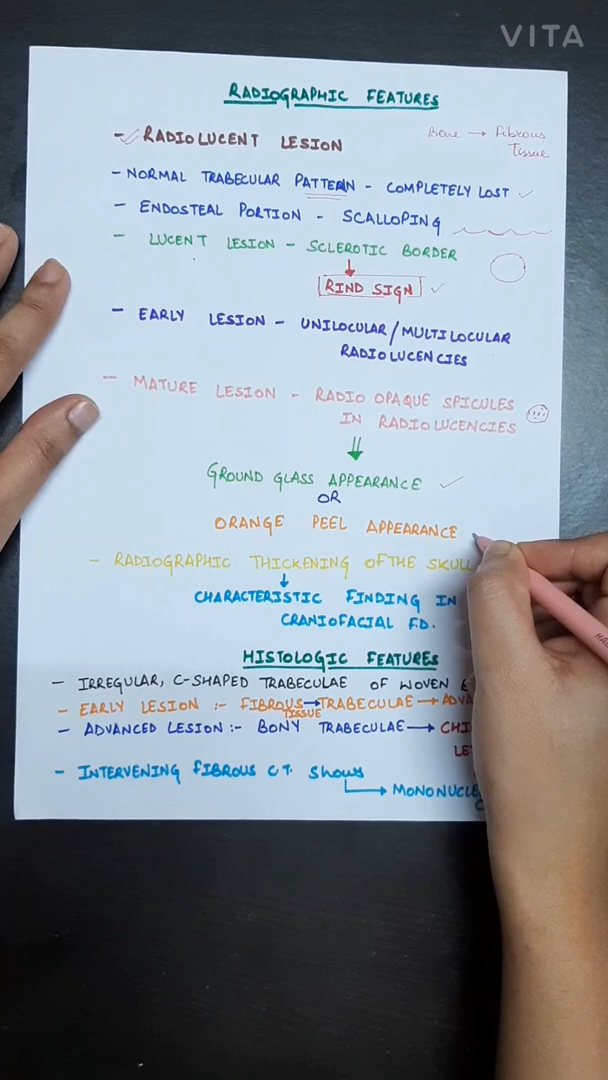 VITA
RADIOGRAPHIC FEATURES
- RADIOLUCENT LESION
Bone → fibrous
tissue
- NORMAL TRABECULAR PATTERN - COMPLETELY LOST
- ENDOSTEAL PORTION - SCALLOPING
- LUCENT LESION - SCLEROTIC BORDER
↓
RIND SIGN
- EARLY LESION - UNILOCULAR/MULTILOCULAR
RADIOLUCENCIES
- MATURE LESION - RADIO OPAQUE SPICULES
IN RADIOLUCENCIES
GROUND GLASS APPEARANCE
OR
ORANGE PEEL APPEARANCE
- RADIOGRAPHIC THICKENING OF THE SKULL
↓
CHARACTERISTIC FINDING IN
CRANIOFACIAL F.D.
HISTOLOGIC FEATURES
- IRREGULAR, C-SHAPED TRABECULAE OF WOVEN
- EARLY LESION :- FIBROUS → TRABECULAE →
TISSUE
- ADVANCED LESION :- BONY TRABECULAE →
- INTERVENING FIBROUS C.T. Shows